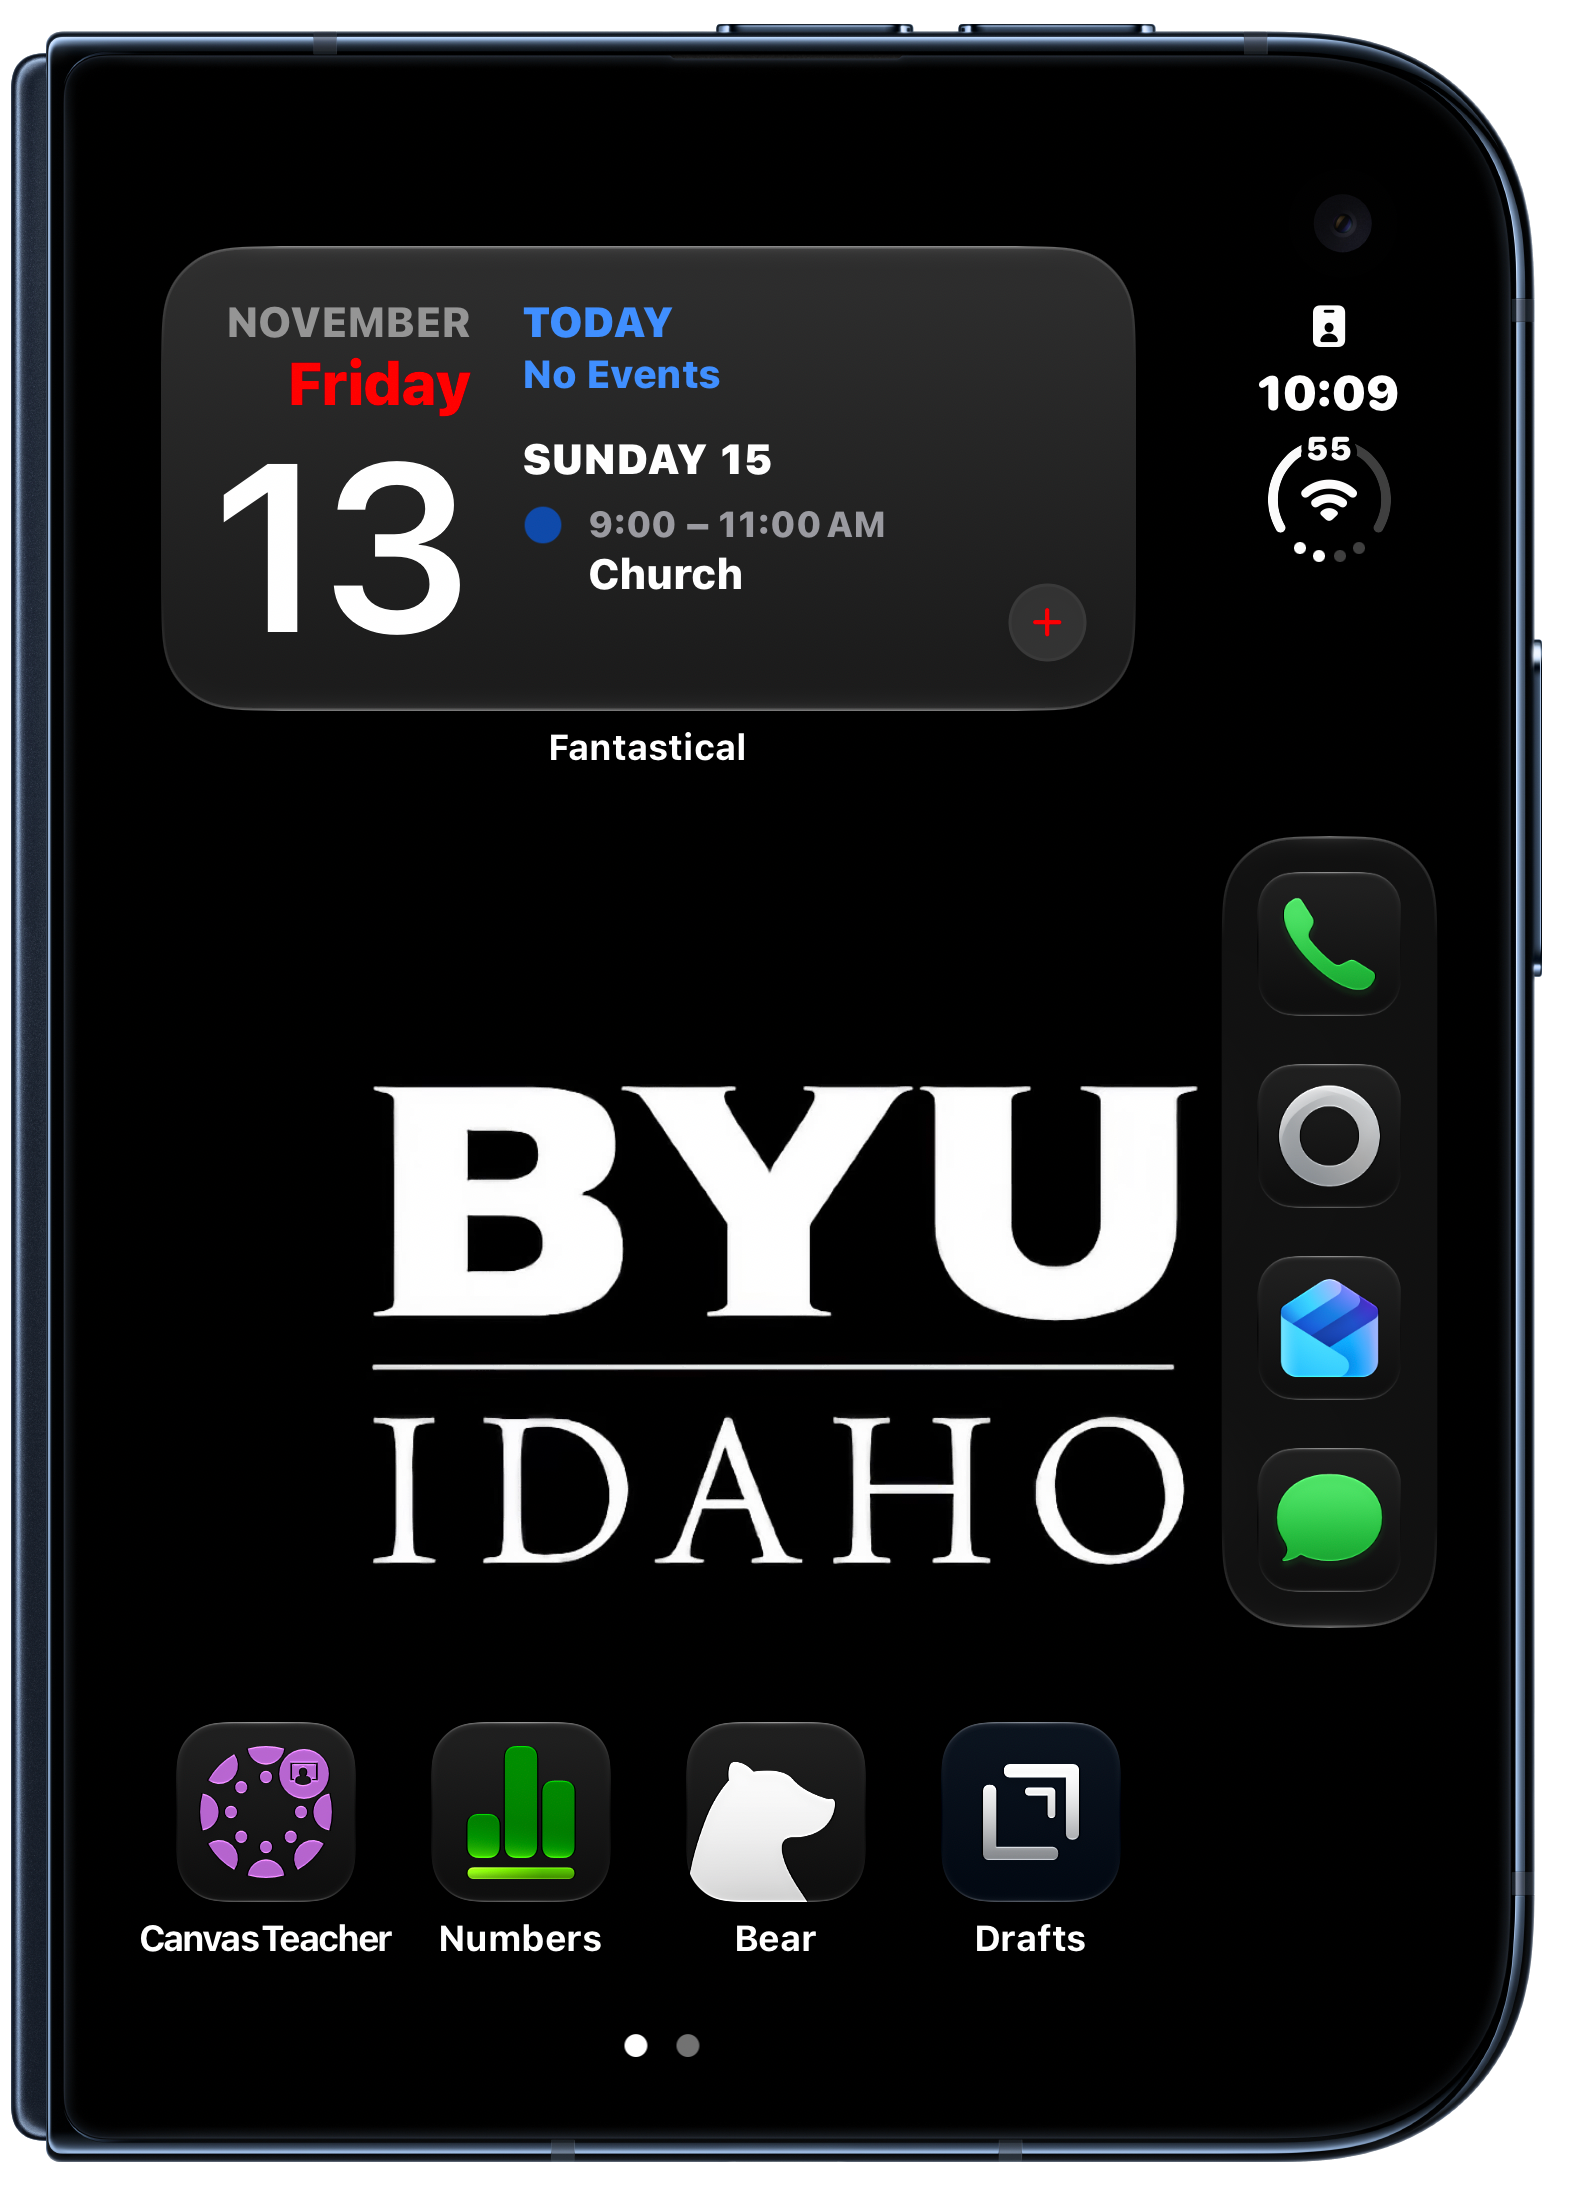 NOVEMBER
Friday
13
TODAY
No Events
SUNDAY 15
9:00 – 11:00 AM
Church
Fantastical
10:09
55
BYU
IDAHO
Canvas Teacher
Numbers
Bear
Drafts